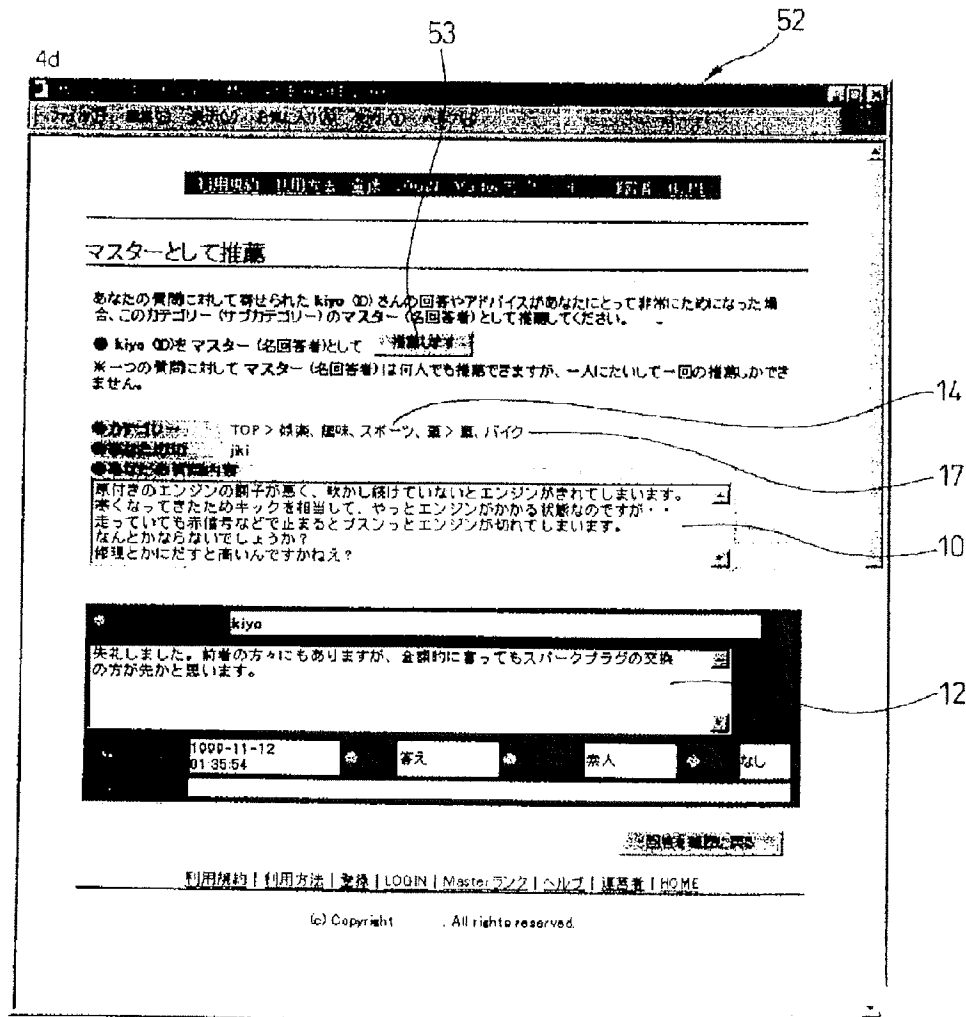 52
53
4d
マスターとして推薦
あなたの質問に対して寄せられた kiyo (ID) さんの回答やアドバイスがあなたにとって非常にためになった場
合、このカテゴリー (サブカテゴリー) のマスター (名回答者) として推薦してください。
● kiyo (ID)を マスター (名回答者)として 推薦します
※一つの質問に対して マスター (名回答者) は何人でも推薦できますが、一人にたいして一回の推薦しかでき
ません。
14
●カテゴリー TOP > 娯楽、趣味、スポーツ、車 > 車、バイク
17
jki
原付きのエンジンの調子が悪く、吹かし続けていないとエンジンがきれてしまいます。
寒くなってきたためキックを相当して、やっとエンジンがかかる状態なのですが・・
走っていても赤信号などで止まるとプスンっとエンジンが切れてしまいます。
なんとかならないでしょうか?
修理とかにだすと高いんですかねえ?
10
kiyo
失礼しました。前者の方々にもありますが、金額的に言ってもスパークプラグの交換
の方が先かと思います。
12
1999-11-12
01:35:54
答え
素人
なし
利用規約 | 利用方法 | 登録 | LOGIN | Master ランク | ヘルプ | 運営者 | HOME
(c) Copyright . All rights reserved.